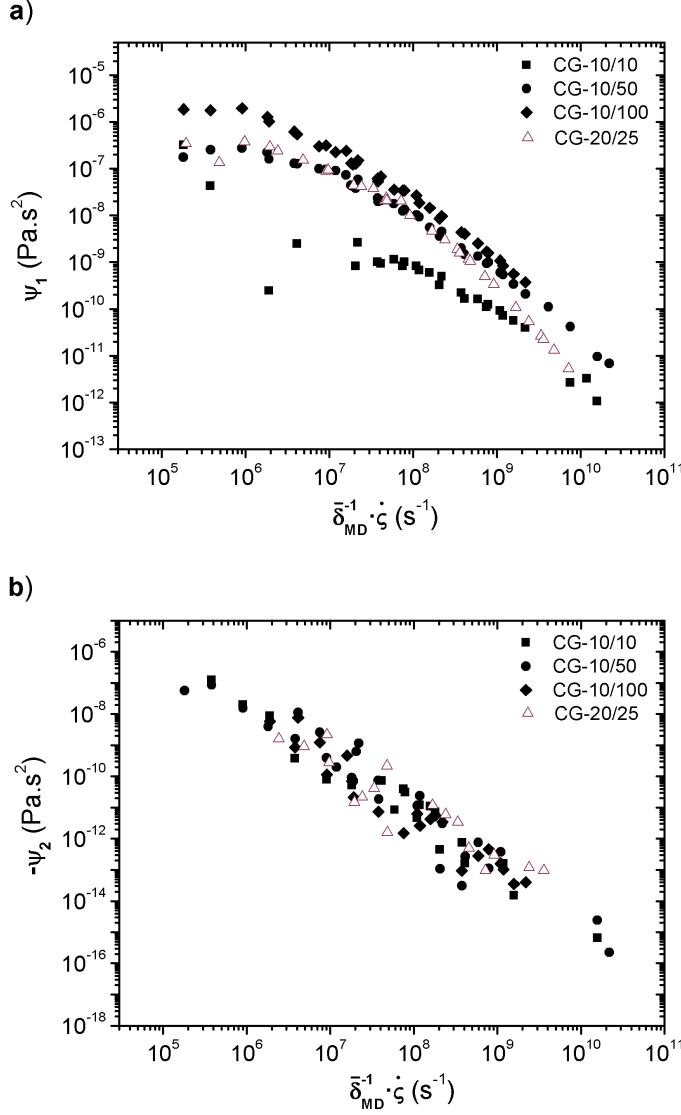 a)
10⁻⁵
10⁻⁶
10⁻⁷
10⁻⁸
10⁻⁹
10⁻¹⁰
10⁻¹¹
10⁻¹²
10⁻¹³
Ψ₁ (Pa.s²)
CG-10/10
CG-10/50
CG-10/100
CG-20/25
10⁵ 10⁶ 10⁷ 10⁸ 10⁹ 10¹⁰ 10¹¹
δ̄_MD⁻¹·ς̇ (s⁻¹)
b)
10⁻⁶
10⁻⁸
10⁻¹⁰
10⁻¹²
10⁻¹⁴
10⁻¹⁶
10⁻¹⁸
-Ψ₂ (Pa.s²)
CG-10/10
CG-10/50
CG-10/100
CG-20/25
10⁵ 10⁶ 10⁷ 10⁸ 10⁹ 10¹⁰ 10¹¹
δ̄_MD⁻¹·ς̇ (s⁻¹)